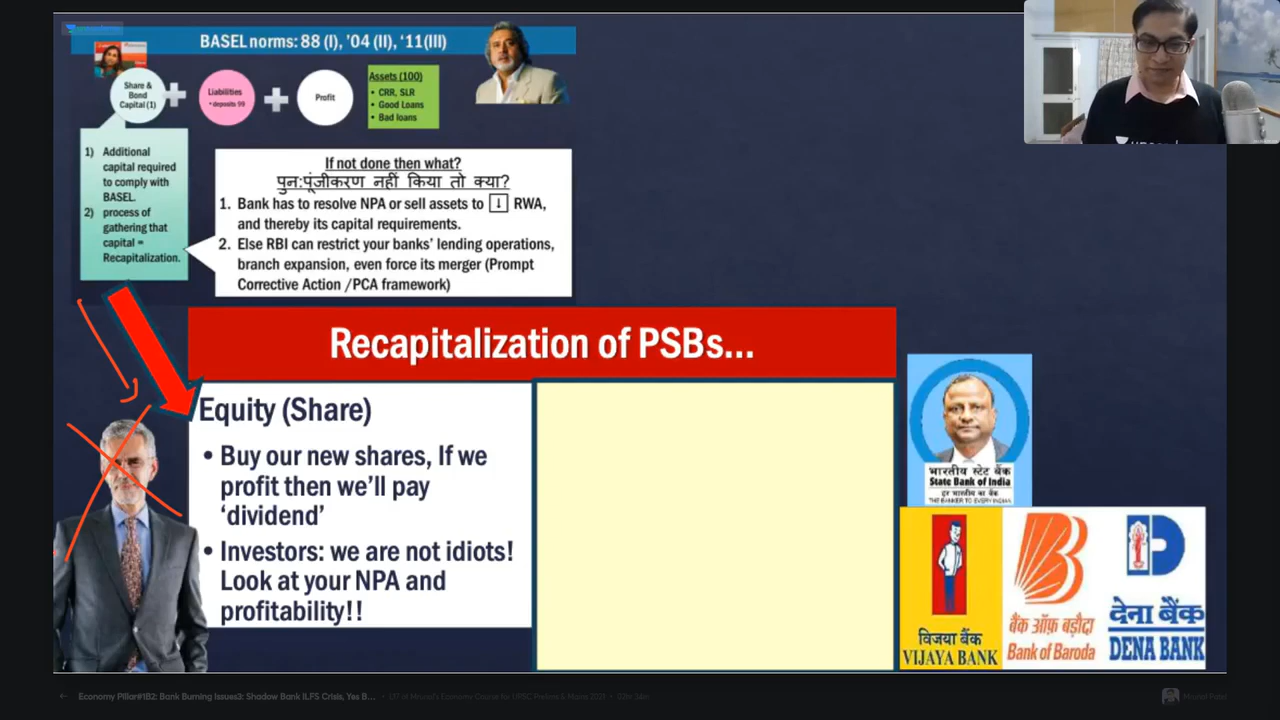 BASEL norms: 88 (I), '04 (II), '11(III)
Share &
Bond
Capital (1)
Liabilities
• deposits 99
Profit
Assets (100)
• CRR, SLR
• Good Loans
• Bad loans
1) Additional
capital required
to comply with
BASEL.
2) process of
gathering that
capital =
Recapitalization.
If not done then what?
पुन:पूंजीकरण नहीं किया तो क्या?
1. Bank has to resolve NPA or sell assets to ↓ RWA,
and thereby its capital requirements.
2. Else RBI can restrict your banks' lending operations,
branch expansion, even force its merger (Prompt
Corrective Action /PCA framework)
Recapitalization of PSBs...
Equity (Share)
• Buy our new shares, If we
profit then we'll pay
'dividend'
• Investors: we are not idiots!
Look at your NPA and
profitability!!
भारतीय स्टेट बैंक
State Bank of India
हर भारतीय का बैंक
THE BANKER TO EVERY INDIAN
विजया बैंक
VIJAYA BANK
बैंक ऑफ़ बड़ौदा
Bank of Baroda
देना बैंक
DENA BANK
Economy Pillar#1B2: Bank Burning Issues3: Shadow Bank ILFS Crisis, Yes B...